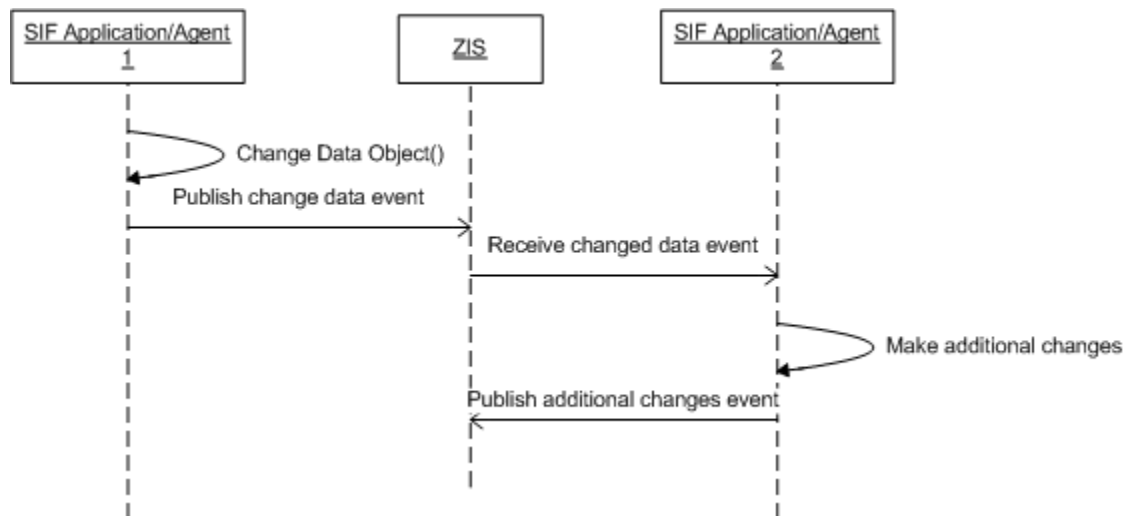 SIF Application/Agent
1
ZIS
SIF Application/Agent
2
Change Data Object()
Publish change data event
Receive changed data event
Make additional changes
Publish additional changes event